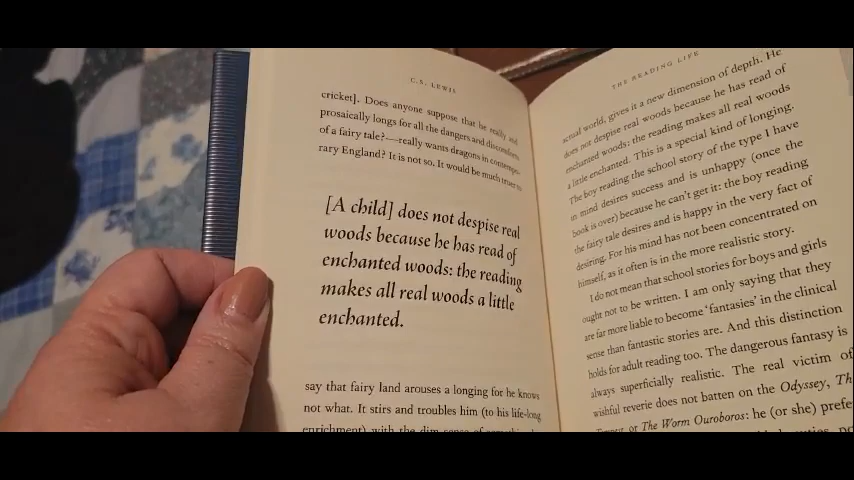 C.S. LEWIS
cricket]. Does anyone suppose that he really and
prosaically longs for all the dangers and discomforts
of a fairy tale?—really wants dragons in contempo-
rary England? It is not so. It would be much truer to
[A child] does not despise real
woods because he has read of
enchanted woods: the reading
makes all real woods a little
enchanted.
say that fairy land arouses a longing for he knows
not what. It stirs and troubles him (to his life-long
enrichment) with the dim sense of
THE READING LIFE
actual world, gives it a new dimension of depth. He
does not despise real woods because he has read of
enchanted woods: the reading makes all real woods
a little enchanted. This is a special kind of longing.
The boy reading the school story of the type I have
in mind desires success and is unhappy (once the
book is over) because he can't get it: the boy reading
the fairy tale desires and is happy in the very fact of
desiring. For his mind has not been concentrated on
himself, as it often is in the more realistic story.
I do not mean that school stories for boys and girls
ought not to be written. I am only saying that they
are far more liable to become ‘fantasies’ in the clinical
sense than fantastic stories are. And this distinction
holds for adult reading too. The dangerous fantasy is
always superficially realistic. The real victim of
wishful reverie does not batten on the Odyssey, Th
or The Worm Ouroboros: he (or she) prefe